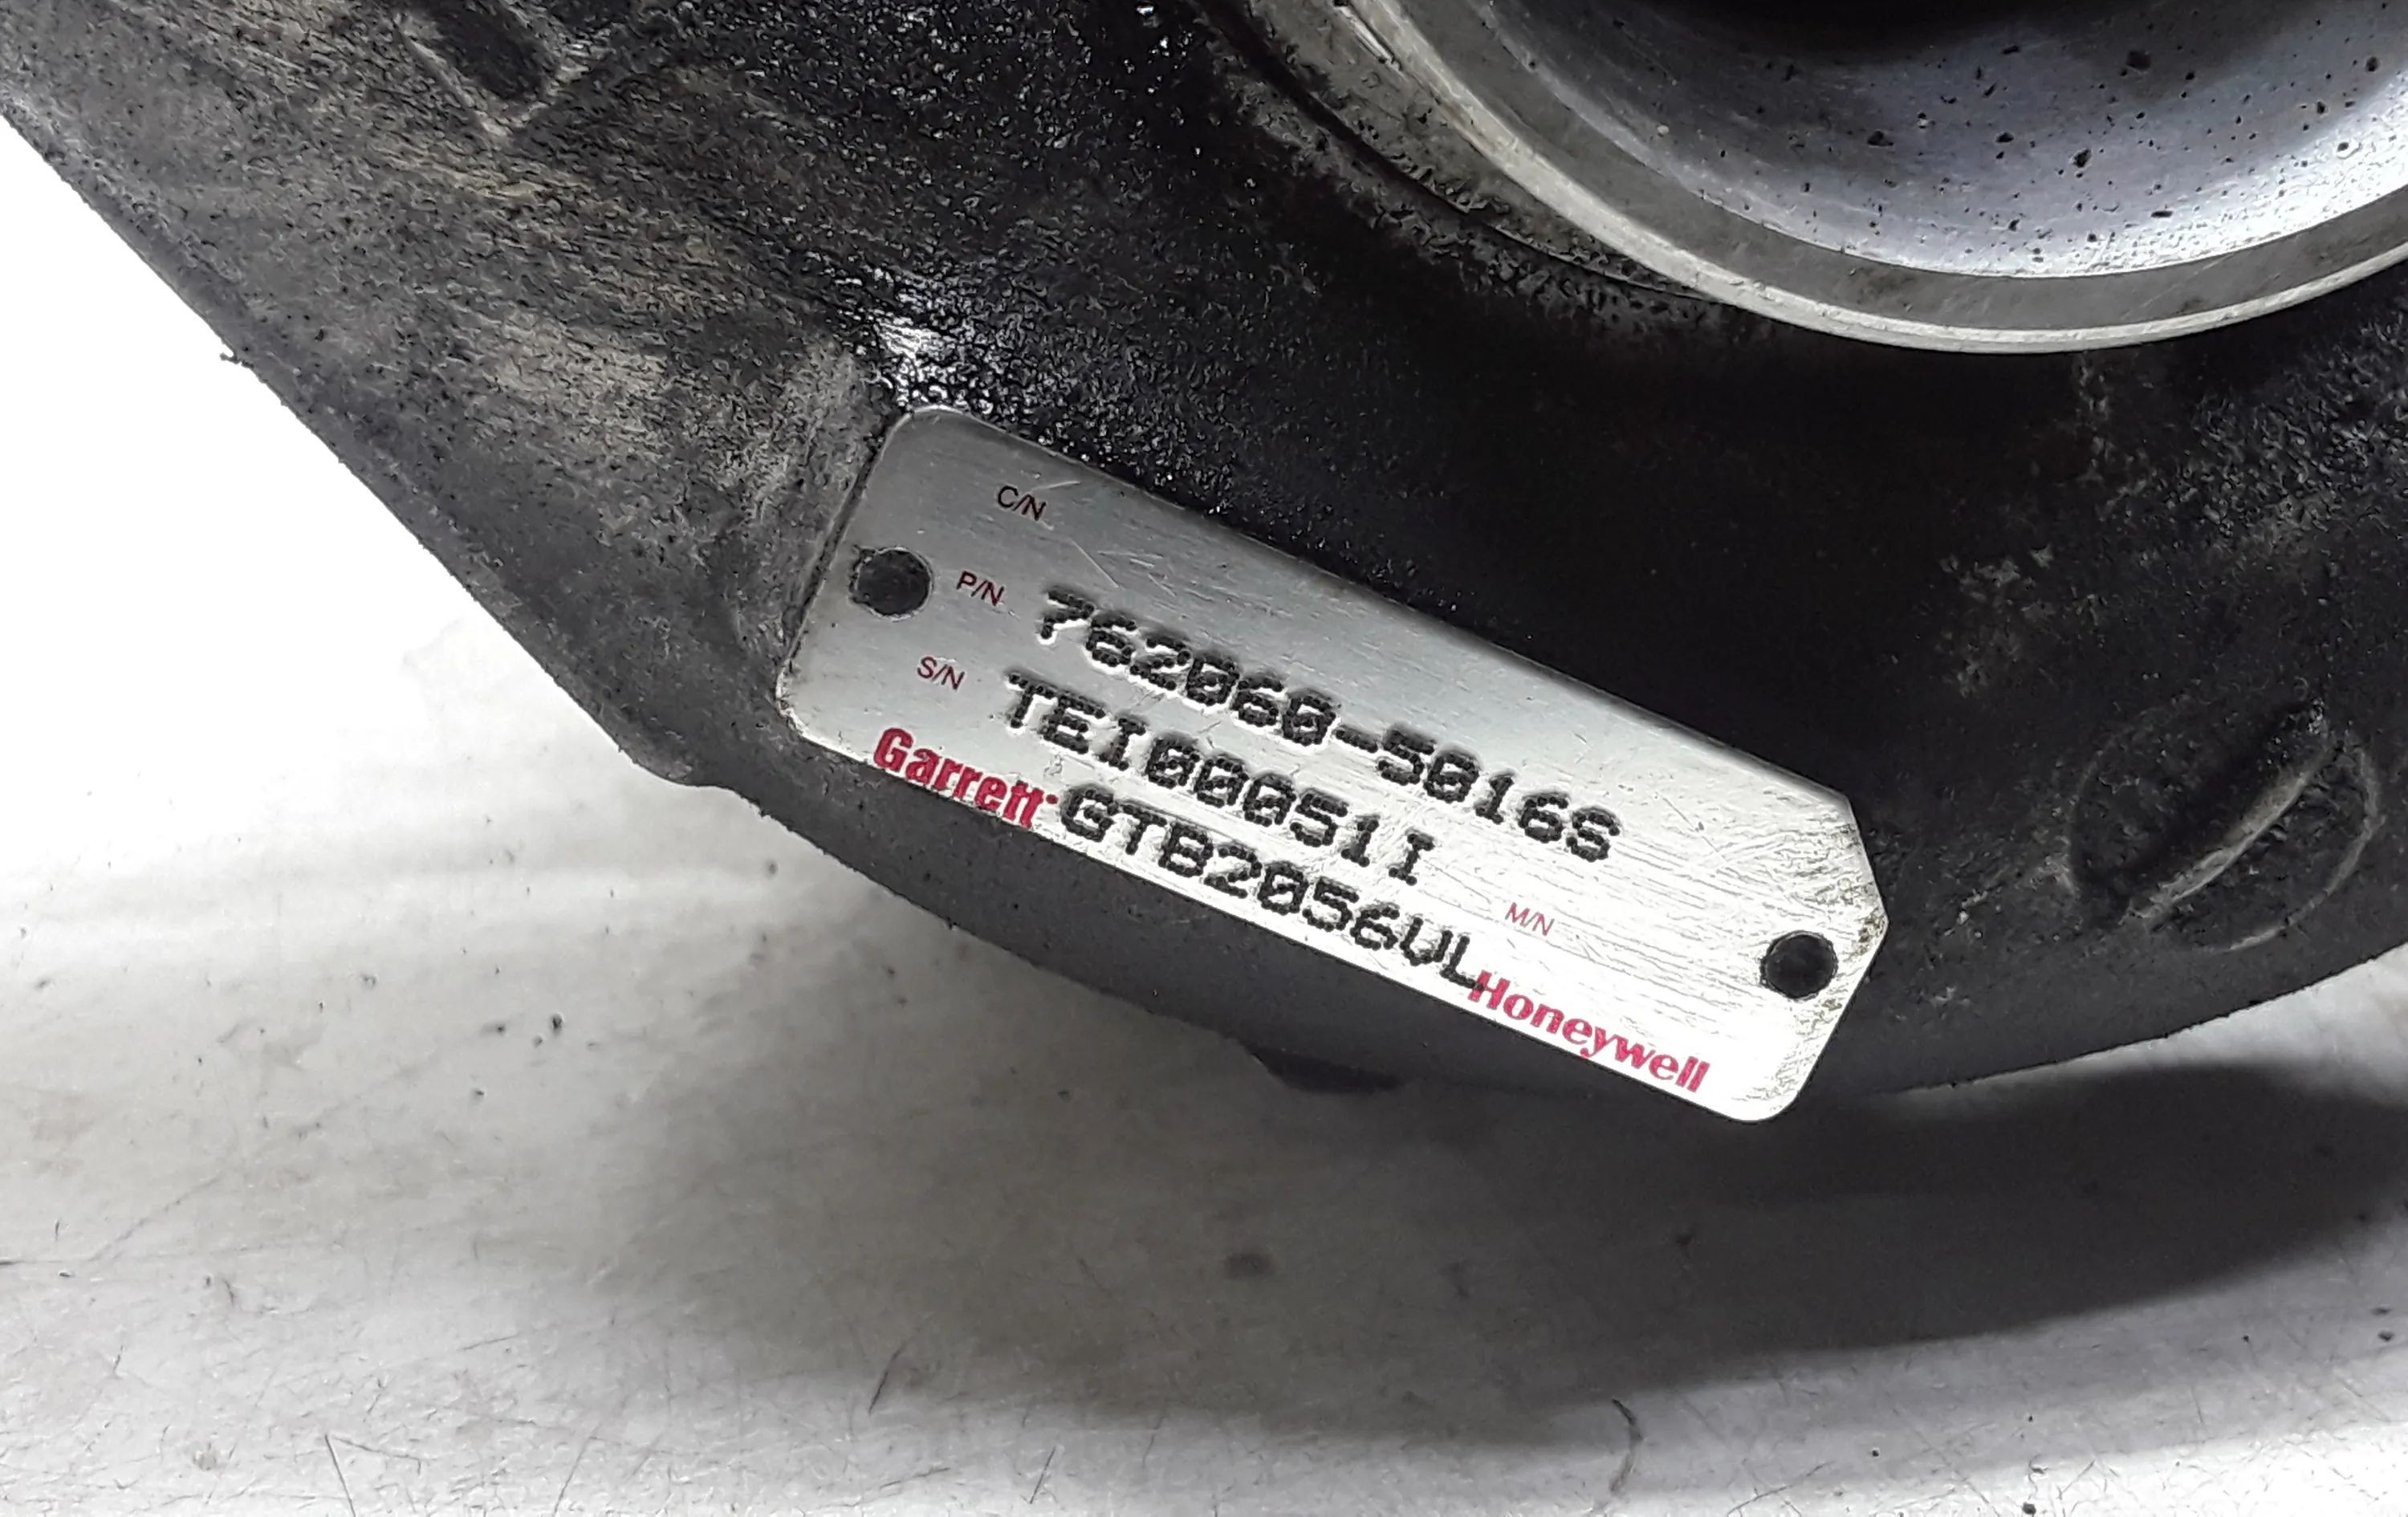 C/N
P/N 762060-5016S
S/N TEI00051I
M/N
Garrett GTB2056VL Honeywell